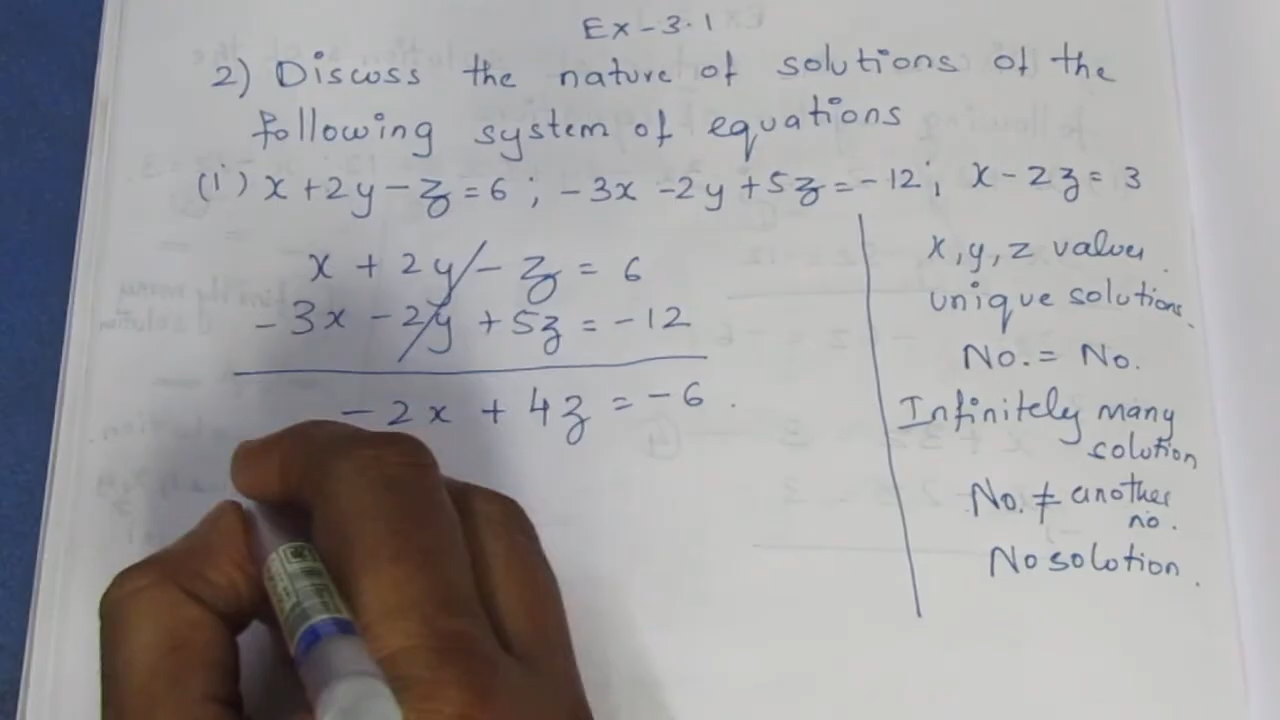 Ex-3.1
2) Discuss the nature of solutions of the
following system of equations
(i) x + 2y - z = 6 ; -3x - 2y + 5z = -12 ; x - 2z = 3
x + 2y - z = 6
-3x - 2y + 5z = -12
-2x + 4z = -6.
x, y, z values.
unique solutions.
No. = No.
Infinitely many
solution
No. ≠ another
no.
No solution.